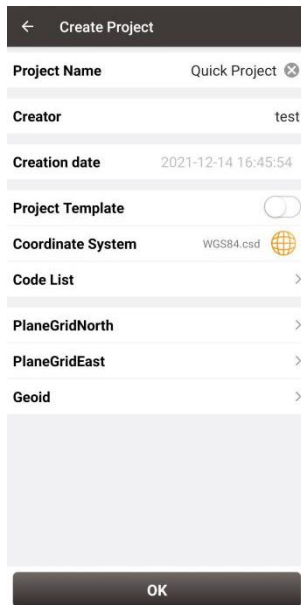 Create Project
Project Name Quick Project
Creator test
Creation date 2021-12-14 16:45:54
Project Template
Coordinate System WGS84.csd
Code List
PlaneGridNorth
PlaneGridEast
Geoid
OK